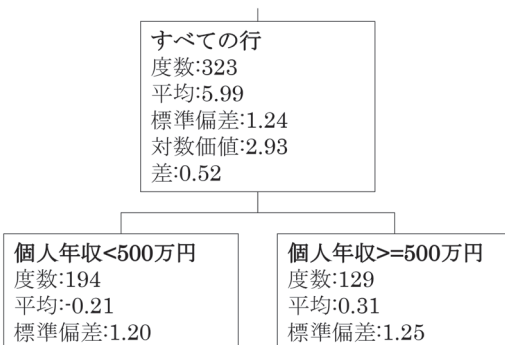 すべての行
度数:323
平均:5.99
標準偏差:1.24
対数価値:2.93
差:0.52
個人年収<500万円
度数:194
平均:-0.21
標準偏差:1.20
個人年収>=500万円
度数:129
平均:0.31
標準偏差:1.25